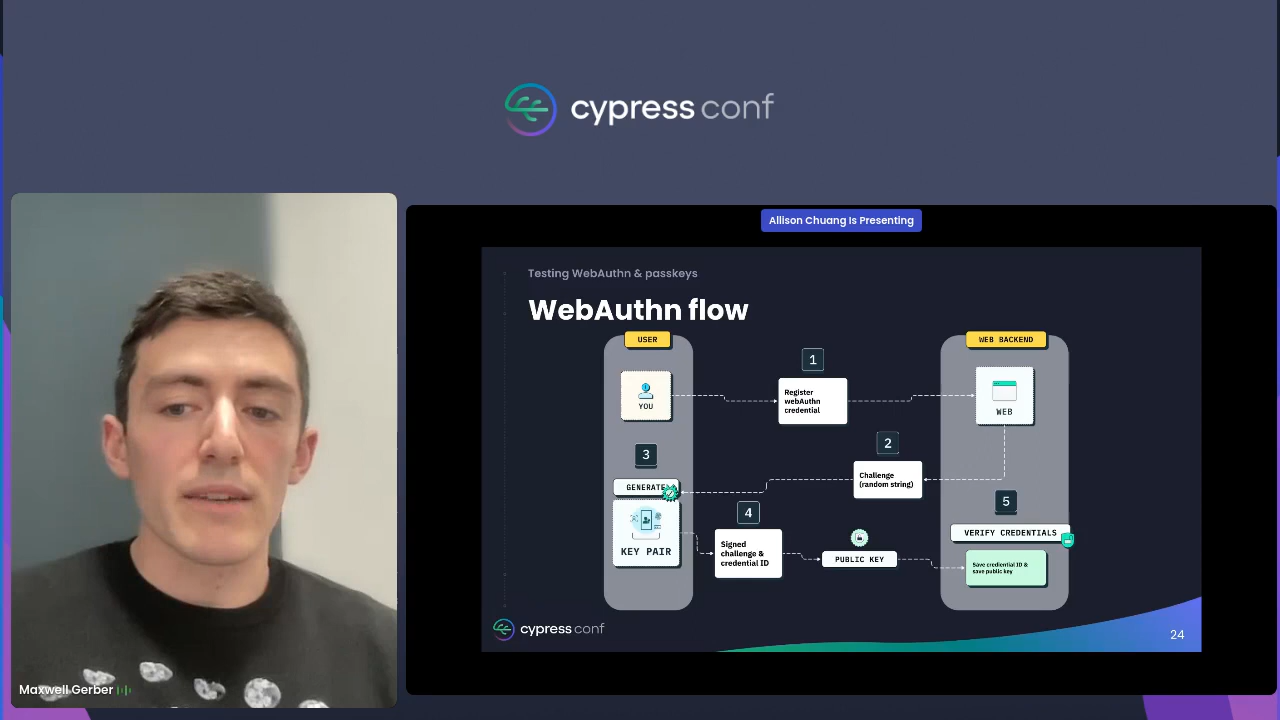 cypress conf
Allison Chuang Is Presenting
Testing WebAuthn & passkeys
WebAuthn flow
USER
WEB BACKEND
1
YOU
Register
webAuthn
credential
WEB
2
3
Challenge
(random string)
GENERATE
4
5
KEY PAIR
Signed
challenge &
credential ID
PUBLIC KEY
VERIFY CREDENTIALS
Save credential ID &
save public key
cypress conf
24
Maxwell Gerber